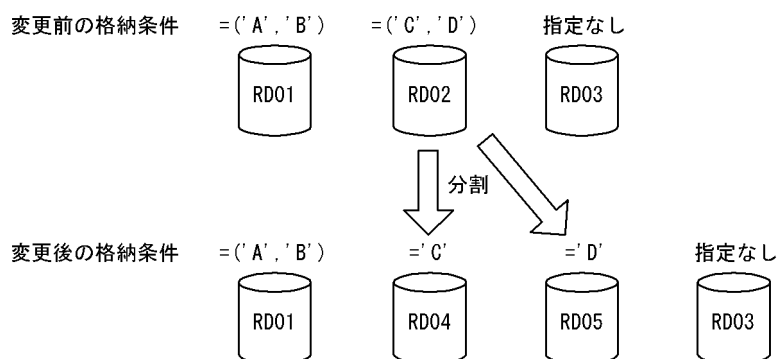 変更前の格納条件 =('A','B') =('C','D') 指定なし
RD01 RD02 RD03
分割
変更後の格納条件 =('A','B') ='C' ='D' 指定なし
RD01 RD04 RD05 RD03